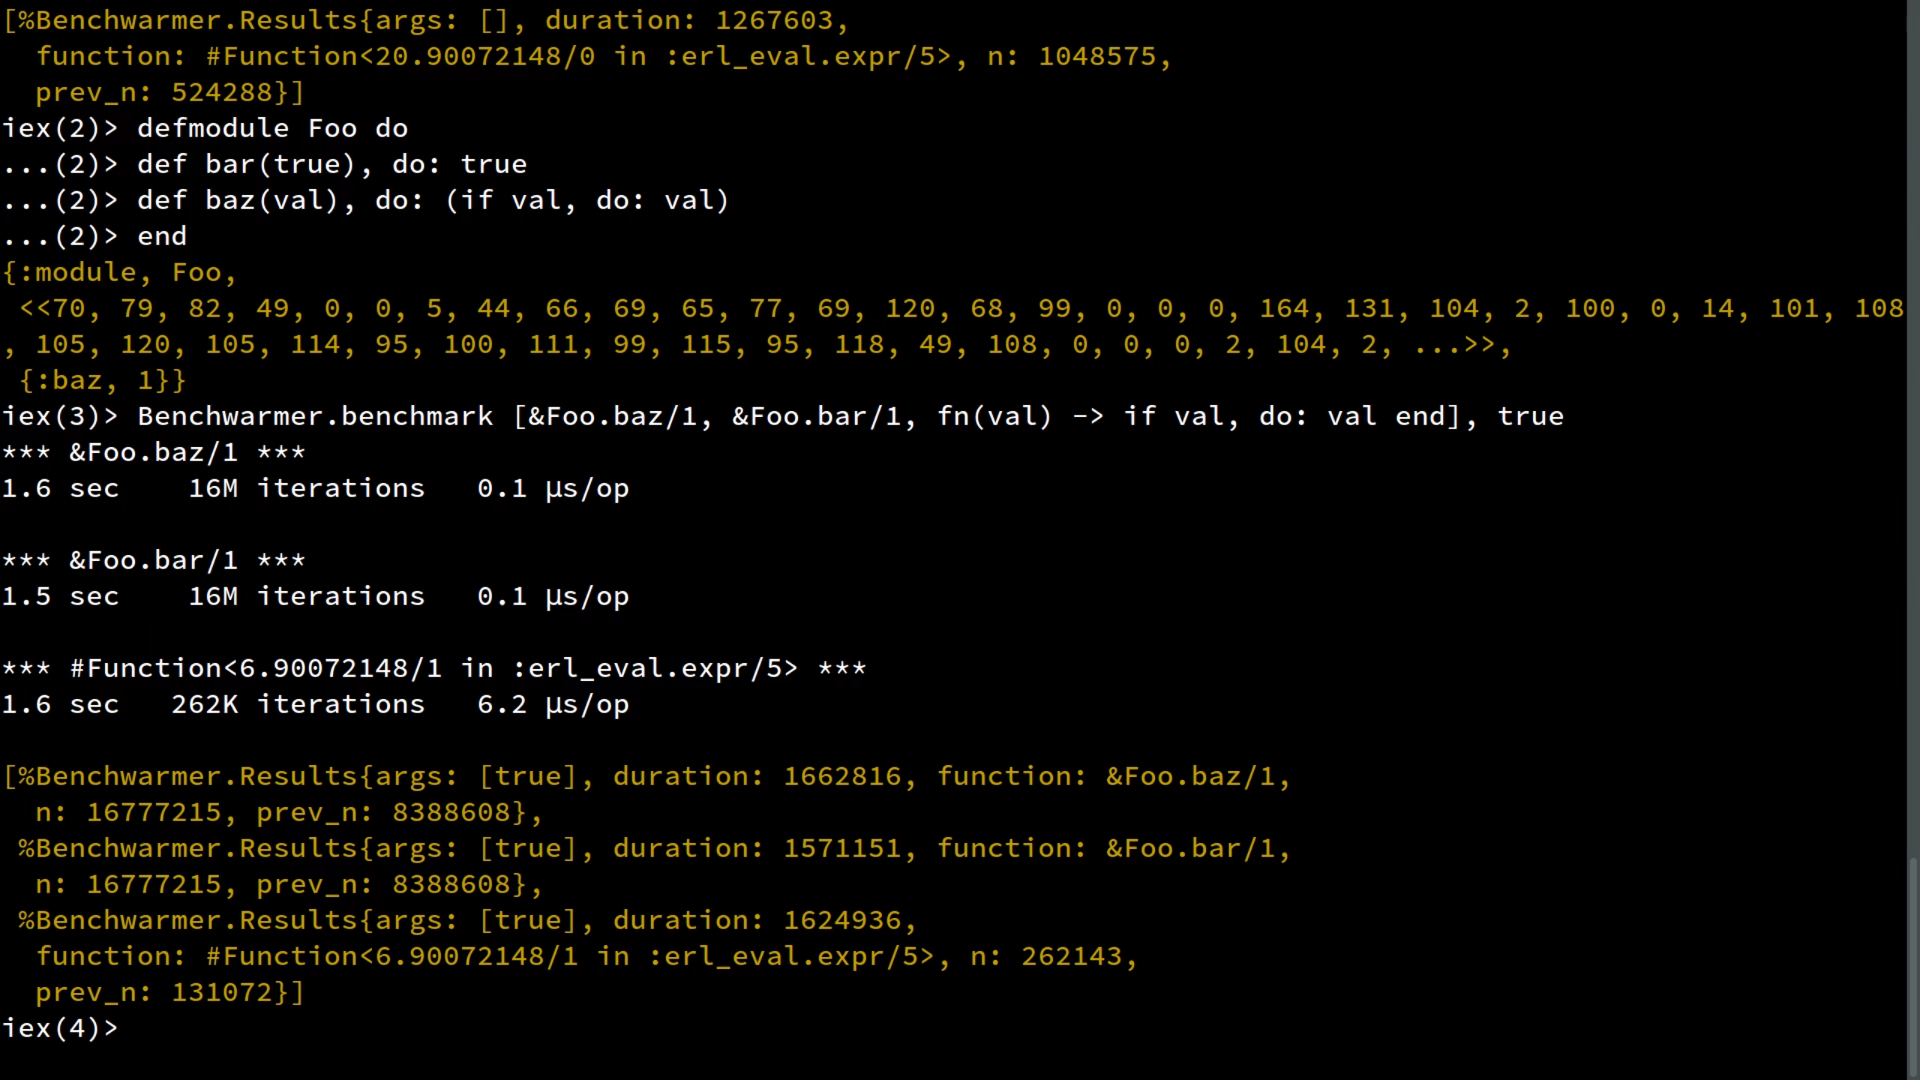 [%Benchwarmer.Results{args: [], duration: 1267603,
function: #Function<20.90072148/0 in :erl_eval.expr/5>, n: 1048575,
prev_n: 524288}]
iex(2)> defmodule Foo do
...(2)> def bar(true), do: true
...(2)> def baz(val), do: (if val, do: val)
...(2)> end
{:module, Foo,
<<70, 79, 82, 49, 0, 0, 5, 44, 66, 69, 65, 77, 69, 120, 68, 99, 0, 0, 0, 164, 131, 104, 2, 100, 0, 14, 101, 108
, 105, 120, 105, 114, 95, 100, 111, 99, 115, 95, 118, 49, 108, 0, 0, 0, 2, 104, 2, ...>>,
{:baz, 1}}
iex(3)> Benchwarmer.benchmark [&Foo.baz/1, &Foo.bar/1, fn(val) -> if val, do: val end], true
*** &Foo.baz/1 ***
1.6 sec    16M iterations   0.1 μs/op
*** &Foo.bar/1 ***
1.5 sec    16M iterations   0.1 μs/op
*** #Function<6.90072148/1 in :erl_eval.expr/5> ***
1.6 sec   262K iterations   6.2 μs/op
[%Benchwarmer.Results{args: [true], duration: 1662816, function: &Foo.baz/1,
n: 16777215, prev_n: 8388608},
%Benchwarmer.Results{args: [true], duration: 1571151, function: &Foo.bar/1,
n: 16777215, prev_n: 8388608},
%Benchwarmer.Results{args: [true], duration: 1624936,
function: #Function<6.90072148/1 in :erl_eval.expr/5>, n: 262143,
prev_n: 131072}]
iex(4)>